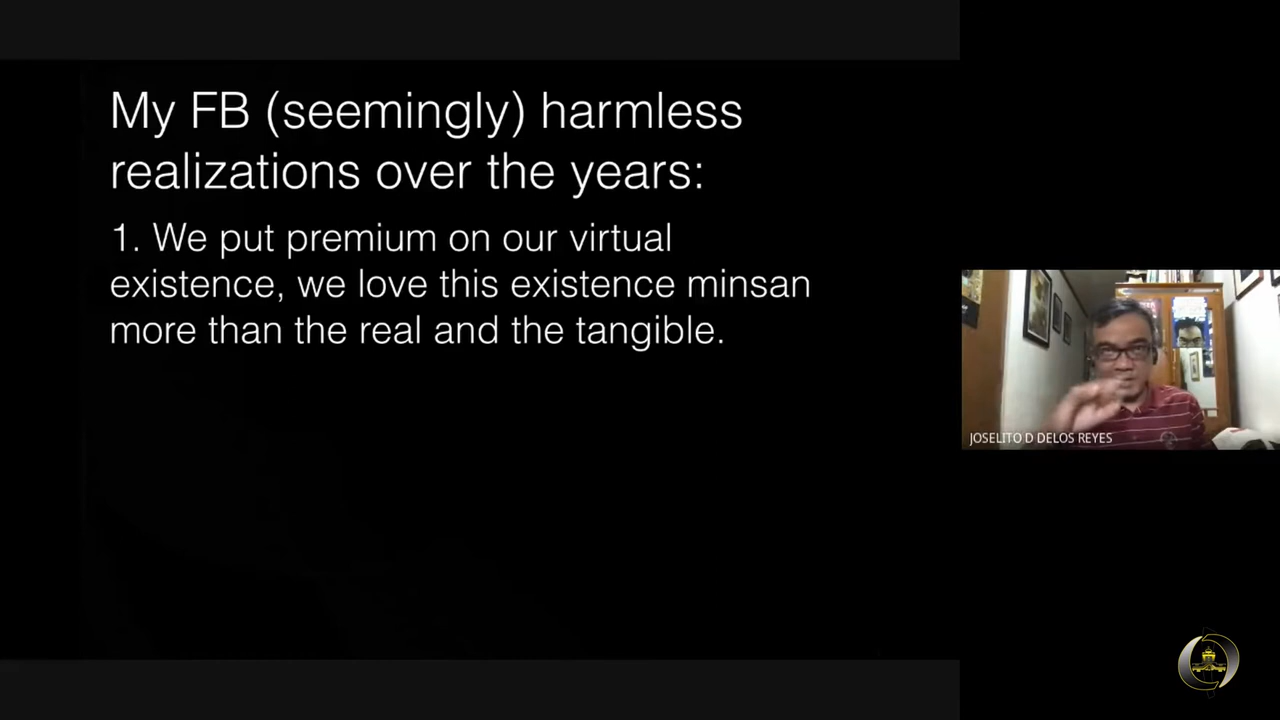 My FB (seemingly) harmless
realizations over the years:
1. We put premium on our virtual
existence, we love this existence minsan
more than the real and the tangible.
JOSELITO D DELOS REYES